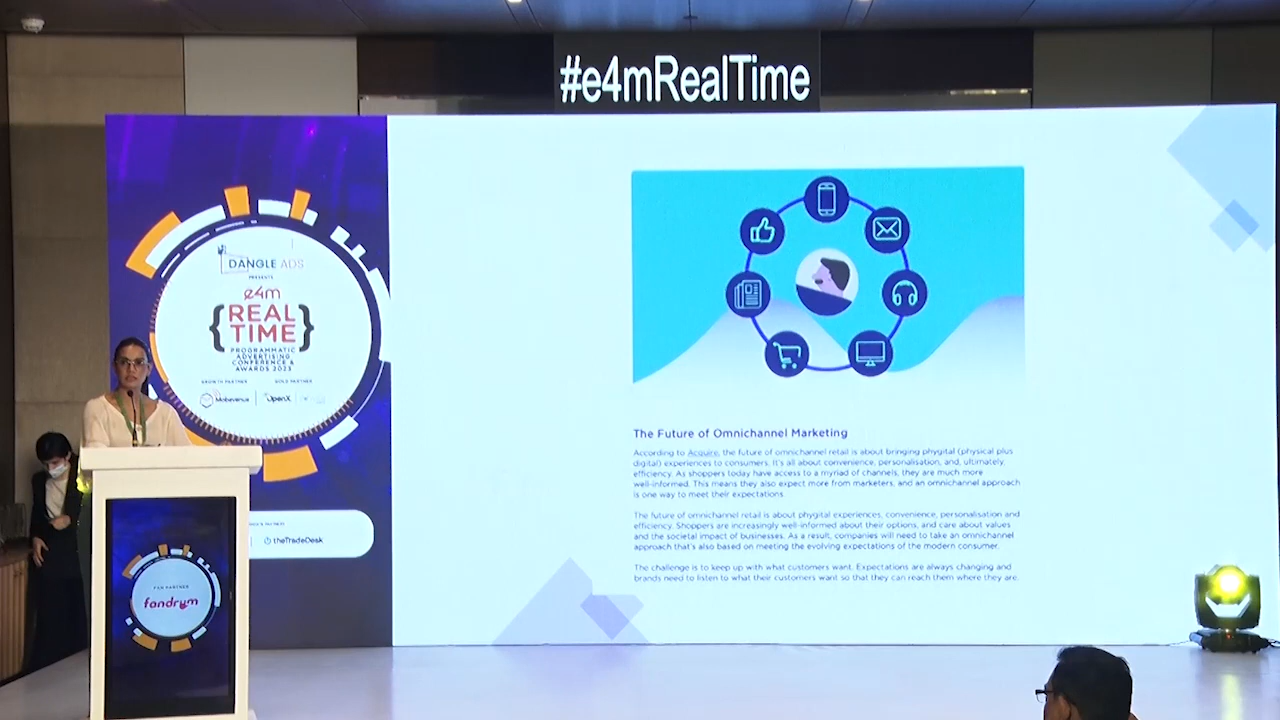 #e4mRealTime
DANGLE ADS
PRESENTS
e4m
{REAL
TIME}
PROGRAMMATIC
ADVERTISING
CONFERENCE &
AWARDS 2023
GROWTH PARTNER
GOLD PARTNER
Mobavenue
OpenX
theTradeDesk
FAN PARTNER
fandrum
The Future of Omnichannel Marketing
According to Acquire, the future of omnichannel retail is about bringing phygital (physical plus
digital) experiences to consumers. It's all about convenience, personalisation, and, ultimately,
efficiency. As shoppers today have access to a myriad of channels, they are much more
well-informed. This means they also expect more from marketers, and an omnichannel approach
is one way to meet their expectations.
The future of omnichannel retail is about phygital experiences, convenience, personalisation and
efficiency. Shoppers are increasingly well-informed about their options, and care about values
and the societal impact of businesses. As a result, companies will need to take an omnichannel
approach that's also based on meeting the evolving expectations of the modern consumer.
The challenge is to keep up with what customers want. Expectations are always changing and
brands need to listen to what their customers want so that they can reach them where they are.